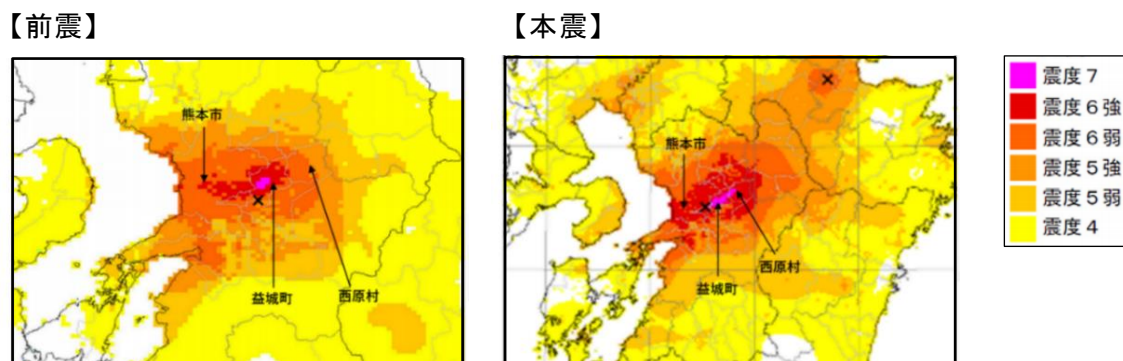 【前震】
【本震】
熊本市
益城町
西原村
熊本市
益城町
西原村
震度７
震度６強
震度６弱
震度５強
震度５弱
震度４